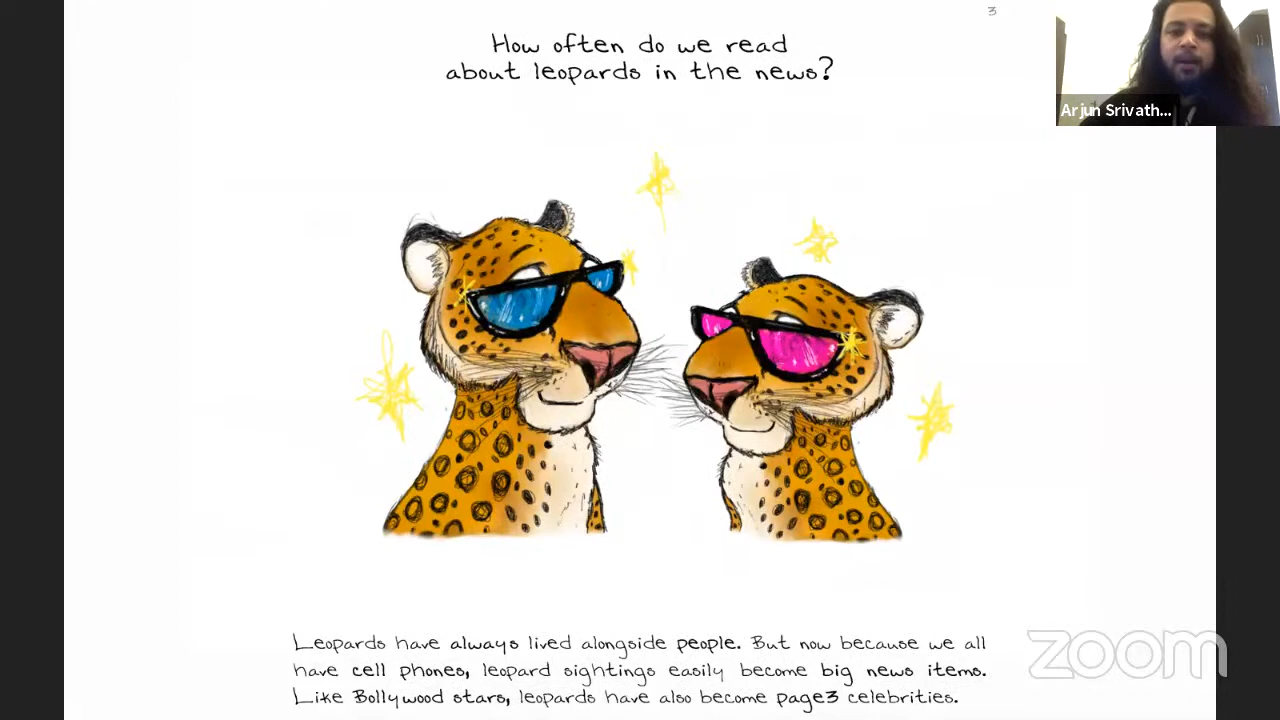 3
How often do we read
about leopards in the news?
Arjun Srivath...
Leopards have always lived alongside people. But now because we all
have cell phones, leopard sightings easily become big news items.
Like Bollywood stars, leopards have also become page3 celebrities.
zoom